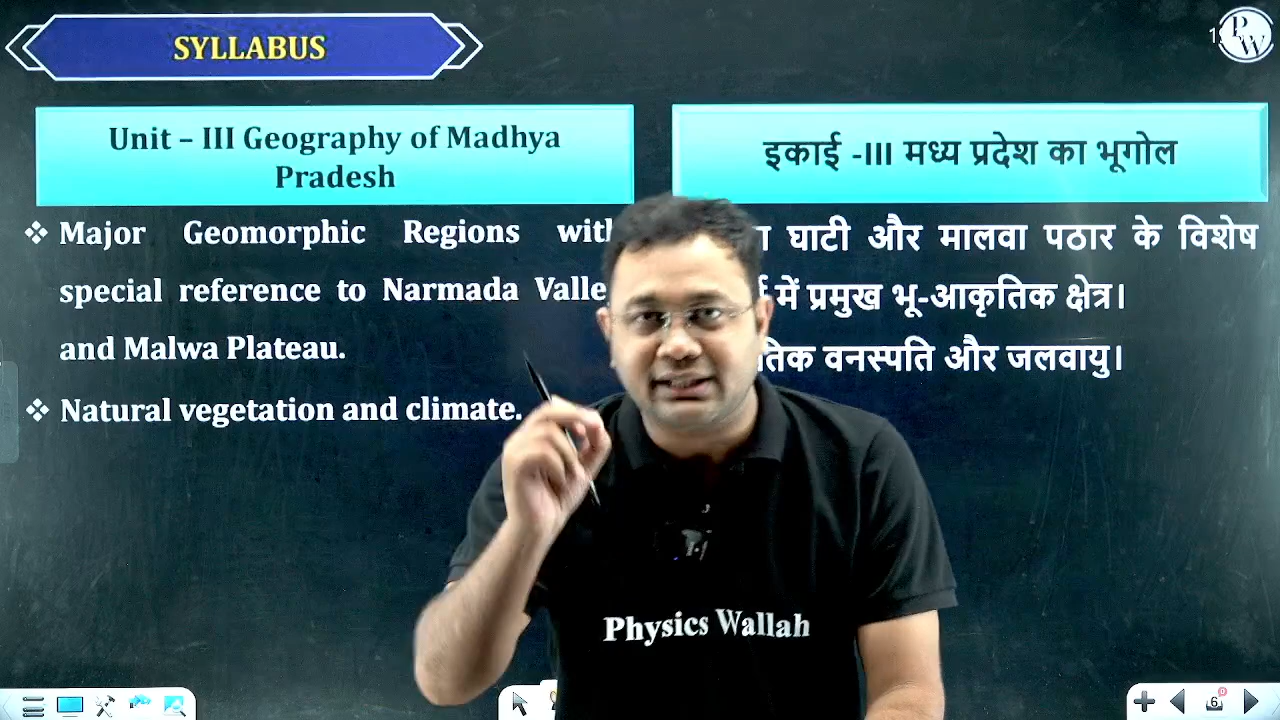 SYLLABUS
PW
Unit – III Geography of Madhya
Pradesh
❖ Major Geomorphic Regions with
special reference to Narmada Valle
and Malwa Plateau.
❖ Natural vegetation and climate.
इकाई -III मध्य प्रदेश का भूगोल
घाटी और मालवा पठार के विशेष
में प्रमुख भू-आकृतिक क्षेत्र।
वनस्पति और जलवायु।
Physics Wallah
6